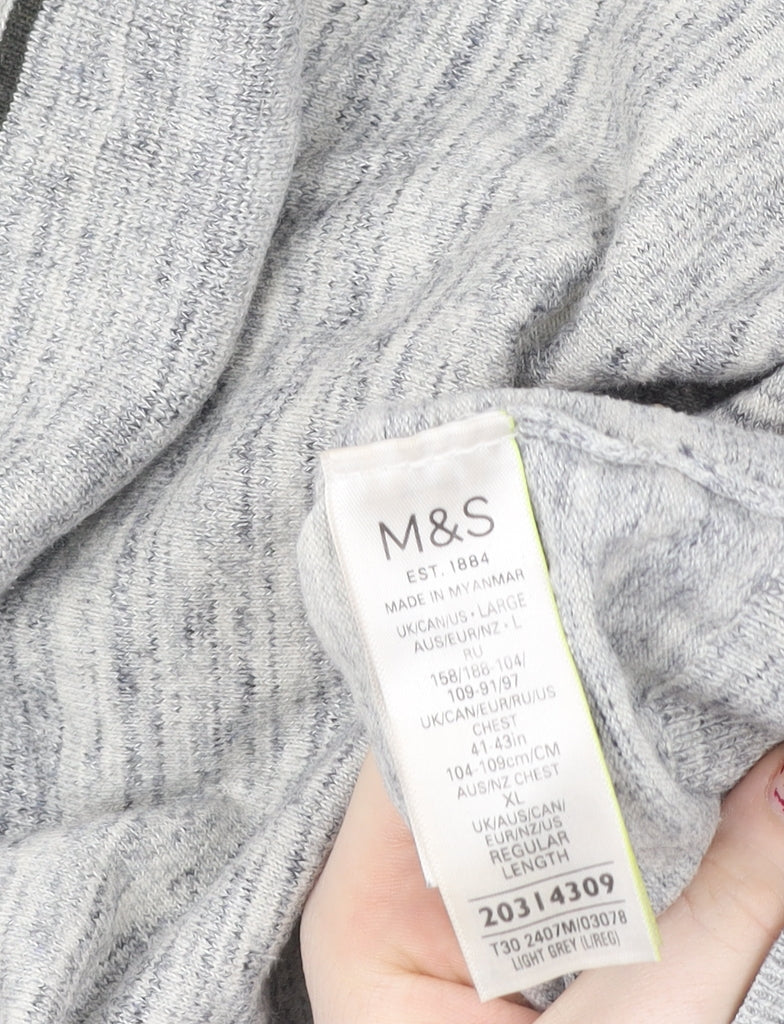 M&S
EST. 1884
MADE IN MYANMAR
UK/CAN/US • LARGE
AUS/EUR/NZ • L
RU
158/188-104/
109-91/97
UK/CAN/EUR/RU/US
CHEST
41-43in
104-109cm/CM
AUS/NZ CHEST
XL
UK/AUS/CAN/
EUR/NZ/US
REGULAR
LENGTH
20314309
T30 2407M/03078
LIGHT GREY (L/REG)